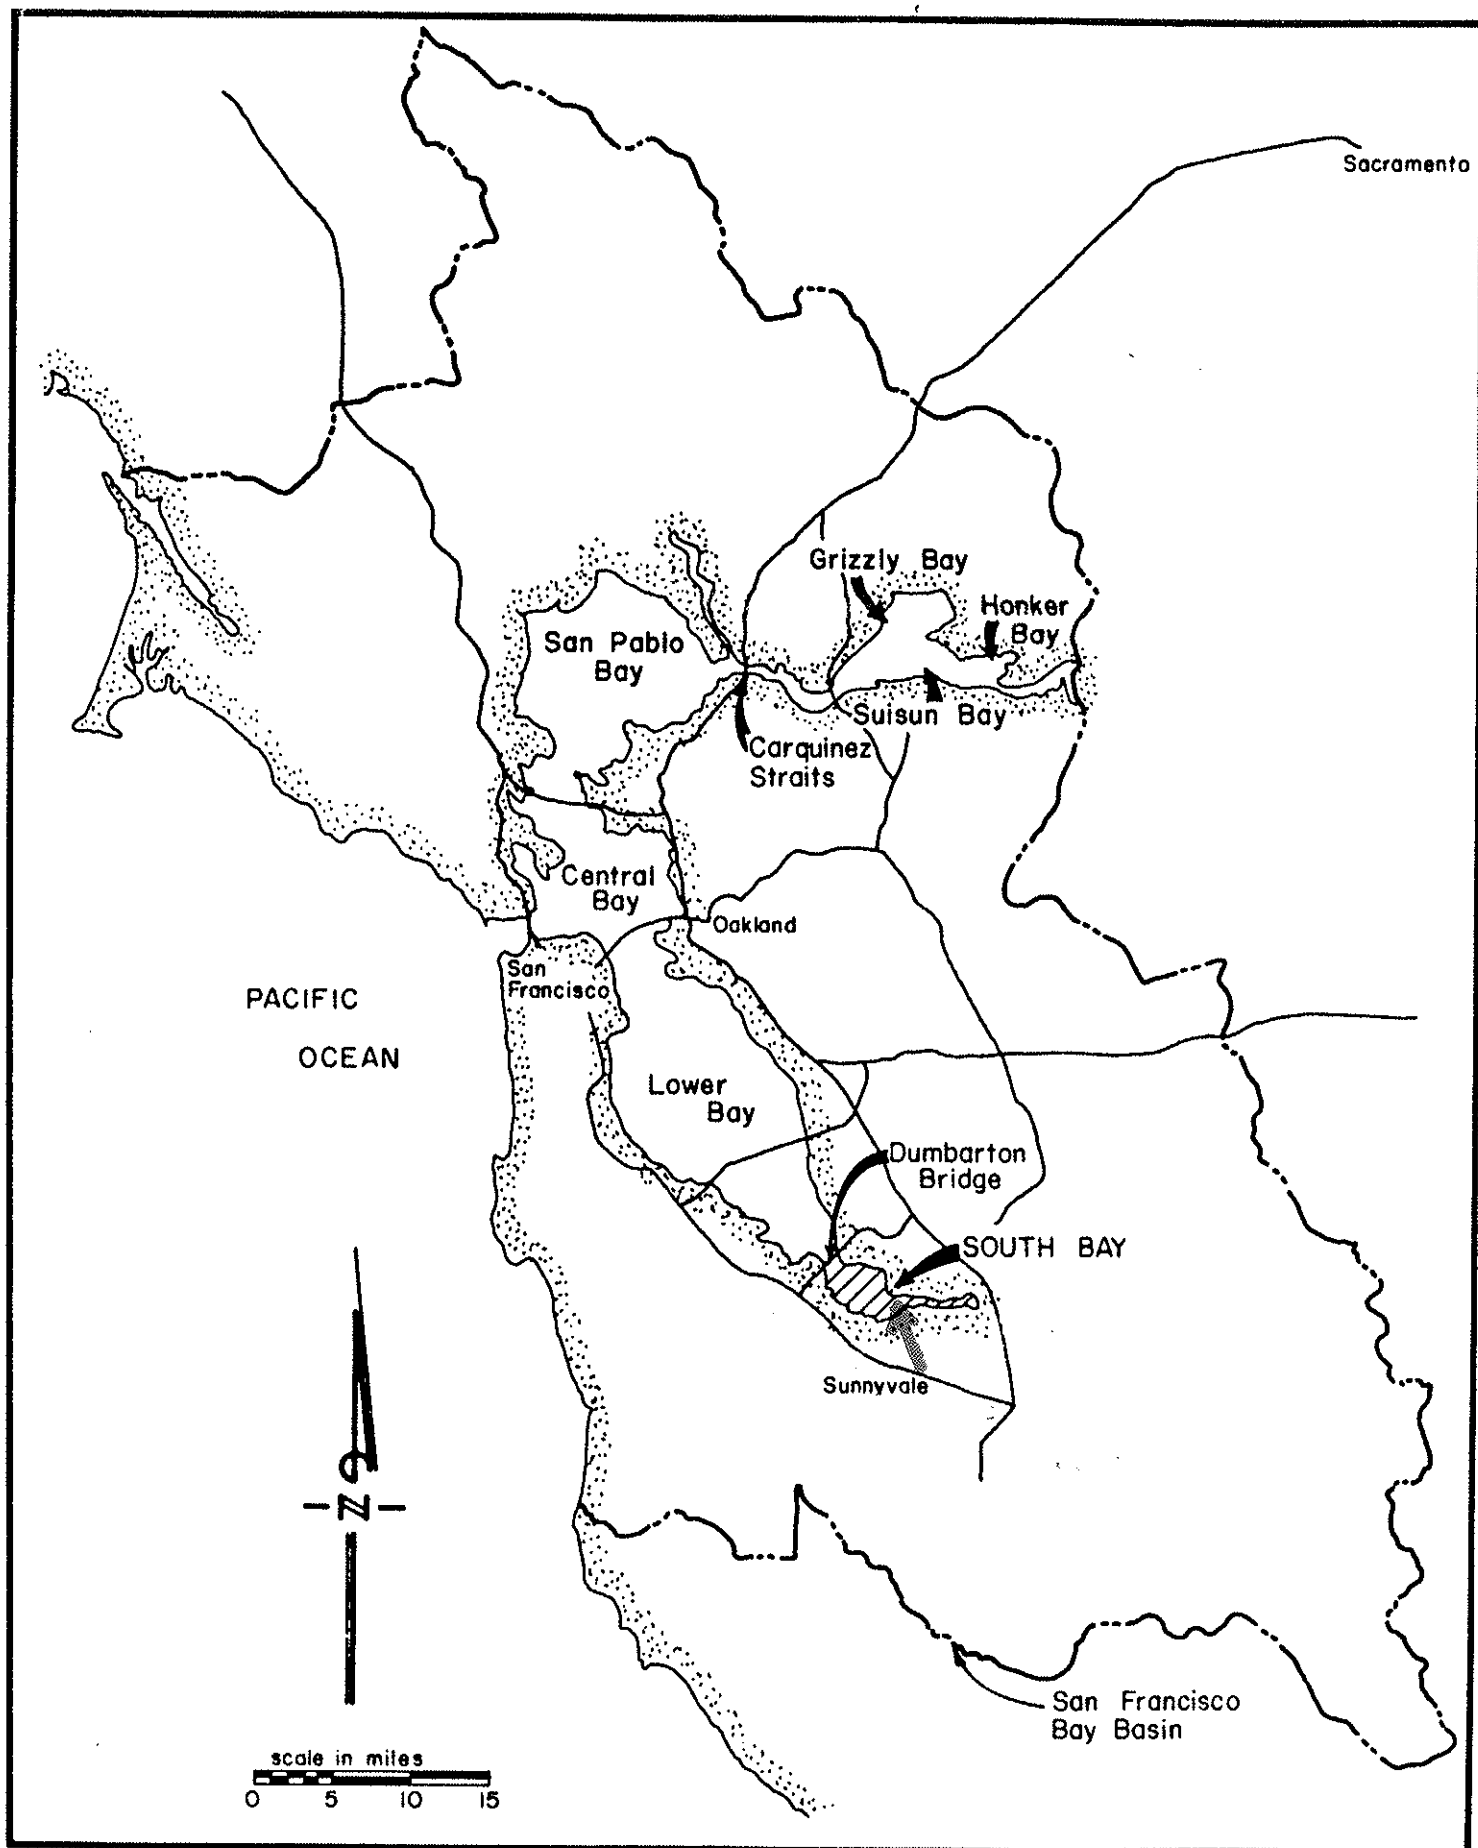 Sacramento
Grizzly Bay
Honker
Bay
San Pablo
Bay
Suisun Bay
Carquinez
Straits
Central
Bay
Oakland
San
Francisco
PACIFIC
OCEAN
Lower
Bay
Dumbarton
Bridge
SOUTH BAY
Sunnyvale
N
San Francisco
Bay Basin
scale in miles
0 5 10 15